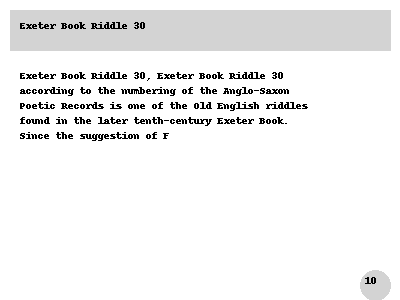 Exeter Book Riddle 30
Exeter Book Riddle 30, Exeter Book Riddle 30
according to the numbering of the Anglo-Saxon
Poetic Records is one of the Old English riddles
found in the later tenth-century Exeter Book.
Since the suggestion of F
10